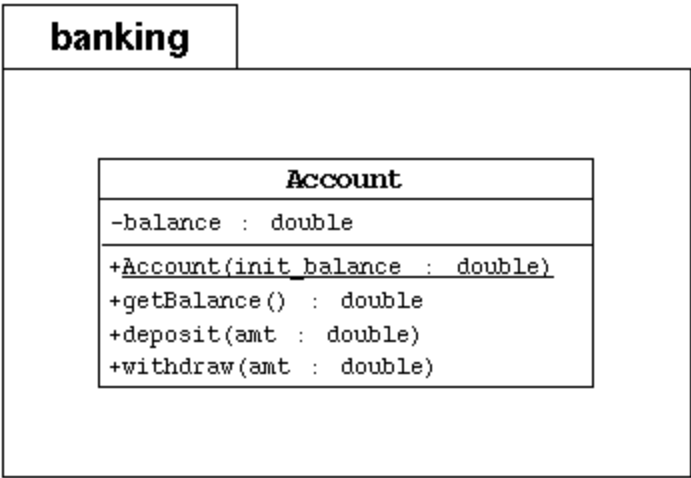 banking
Account
-balance : double
+Account(init_balance : double)
+getBalance() : double
+deposit(amt : double)
+withdraw(amt : double)